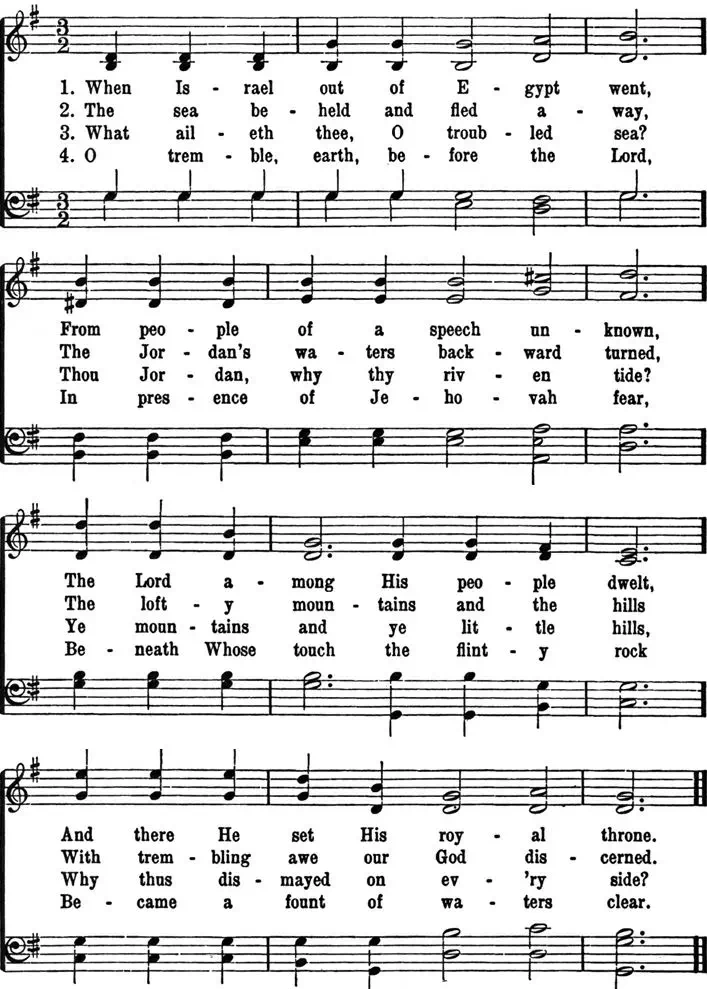 3 2
1. When Is - rael out of E - gypt went,
2. The sea be - held and fled a - way,
3. What ail - eth thee, O troub - led sea?
4. O trem - ble, earth, be - fore the Lord,
3 2
From peo - ple of a speech un - known,
The Jor - dan's wa - ters back - ward turned,
Thou Jor - dan, why thy riv - en tide?
In pres - ence of Je - ho - vah fear,
The Lord a - mong His peo - ple dwelt,
The loft - y moun - tains and the hills
Ye moun - tains and ye lit - tle hills,
Be - neath Whose touch the flint - y rock
And there He set His roy - al throne.
With trem - bling awe our God dis - cerned.
Why thus dis - mayed on ev - 'ry side?
Be - came a fount of wa - ters clear.